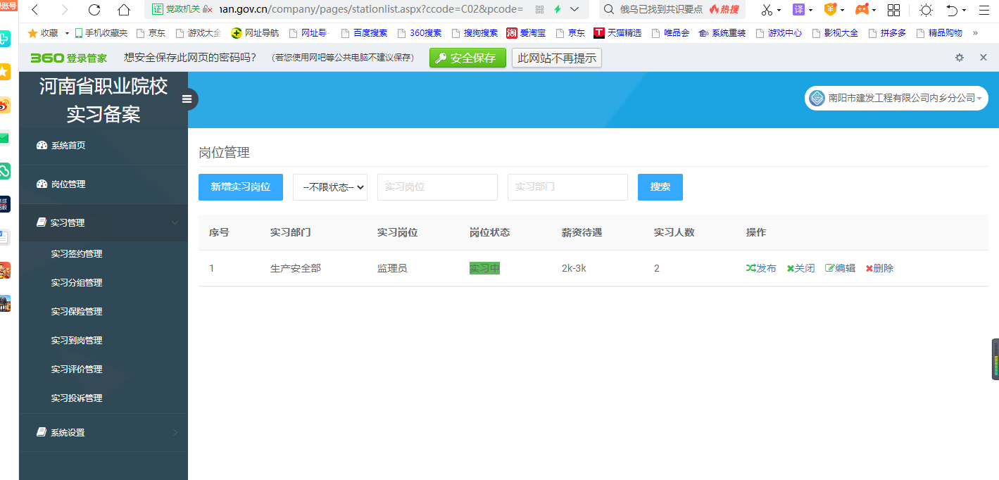 账号
证 党政机关 nan.gov.cn/company/pages/stationlist.aspx?ccode=C02&pcode= 俄乌已找到共识要点 热搜 译
收藏 手机收藏夹 京东 游戏大全 网址导航 网址导 百度搜索 360搜索 搜狗搜索 淘 爱淘宝 京东 T 天猫精选 唯品会 系统重装 游戏中心 影视大全 拼多多 精品购物 »
360 登录管家 想安全保存此网页的密码吗? (若您使用网吧等公共电脑不建议保存) 安全保存 此网站不再提示
河南省职业院校
实习备案
南阳市建发工程有限公司内乡分公司
系统首页
岗位管理
实习管理
实习签约管理
实习分组管理
实习保险管理
实习到岗管理
实习评价管理
实习投诉管理
系统设置
岗位管理
新增实习岗位 --不限状态-- 实习岗位 实习部门 搜索
序号 实习部门 实习岗位 岗位状态 薪资待遇 实习人数 操作
1 生产安全部 监理员 实习中 2k-3k 2 发布 关闭 编辑 删除